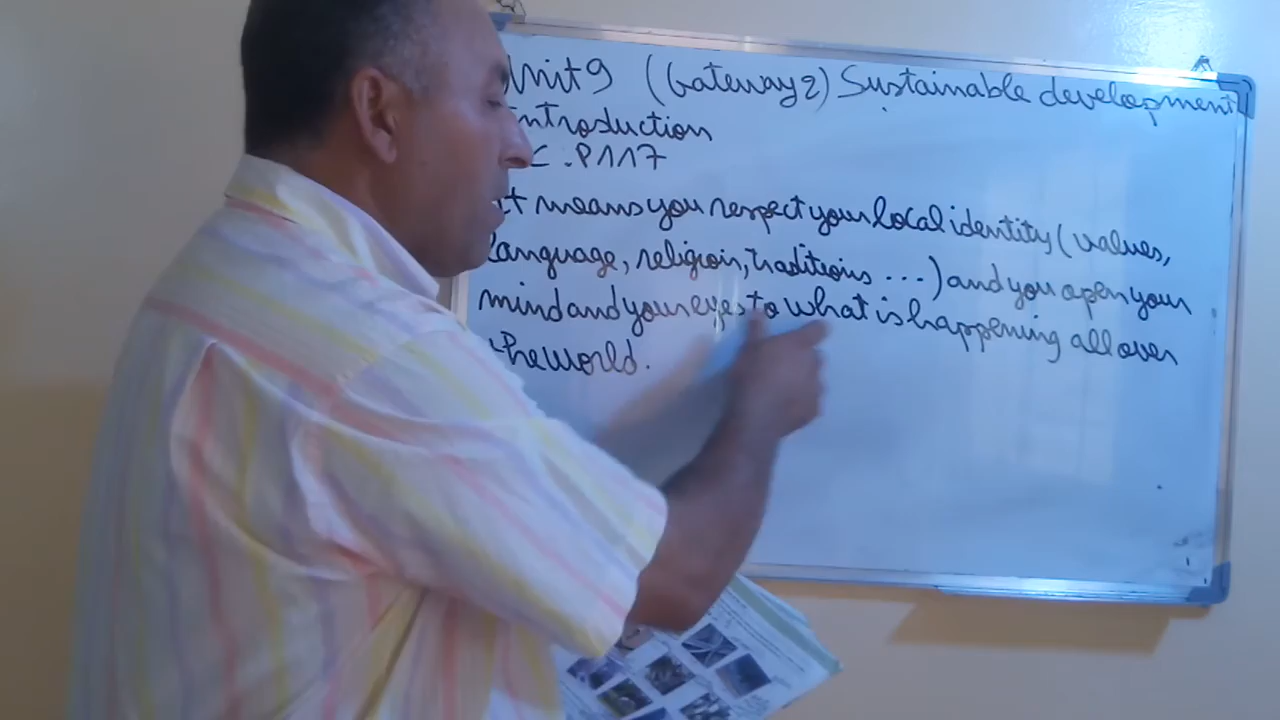 Unit 9 (Gateway 2) Sustainable development
Introduction
C. P117
It means you respect your local identity (values,
language, religion, traditions ...) and you open your
mind and your eyes to what is happening all over
the world.